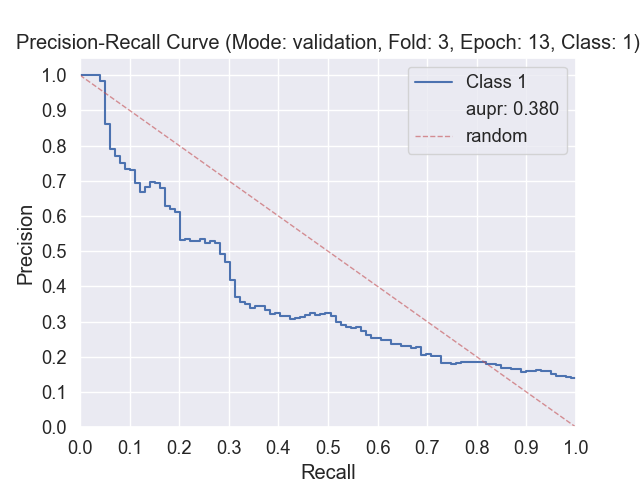 Precision-Recall Curve (Mode: validation, Fold: 3, Epoch: 13, Class: 1)
Class 1
aupr: 0.380
random
1.0
0.9
0.8
0.7
0.6
0.5
0.4
0.3
0.2
0.1
0.0
Precision
0.0 0.1 0.2 0.3 0.4 0.5 0.6 0.7 0.8 0.9 1.0
Recall